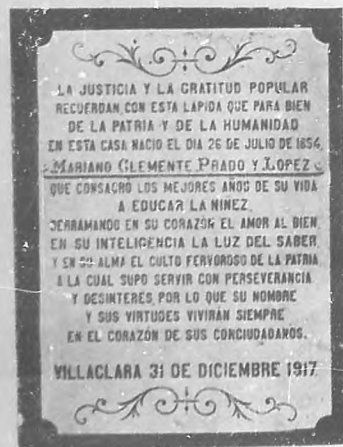 LA JUSTICIA Y LA GRATITUD POPULAR
RECUERDAN, CON ESTA LAPIDA QUE PARA BIEN
DE LA PATRIA Y DE LA HUMANIDAD
EN ESTA CASA NACIO EL DIA 26 DE JULIO DE 1854,
MARIANO CLEMENTE PRADO Y LOPEZ
QUE CONSAGRÓ LOS MEJORES AÑOS DE SU VIDA
A EDUCAR LA NIÑEZ,
DERRAMANDO EN SU CORAZÓN EL AMOR AL BIEN,
EN SU INTELIGENCIA LA LUZ DEL SABER,
Y EN SU ALMA EL CULTO FERVOROSO DE LA PATRIA
A LA CUAL SUPO SERVIR CON PERSEVERANCIA
Y DESINTERES, POR LO QUE SU NOMBRE
Y SUS VIRTUDES VIVIRÁN SIEMPRE
EN EL CORAZÓN DE SUS CONCIUDADANOS.
VILLACLARA 31 DE DICIEMBRE 1917